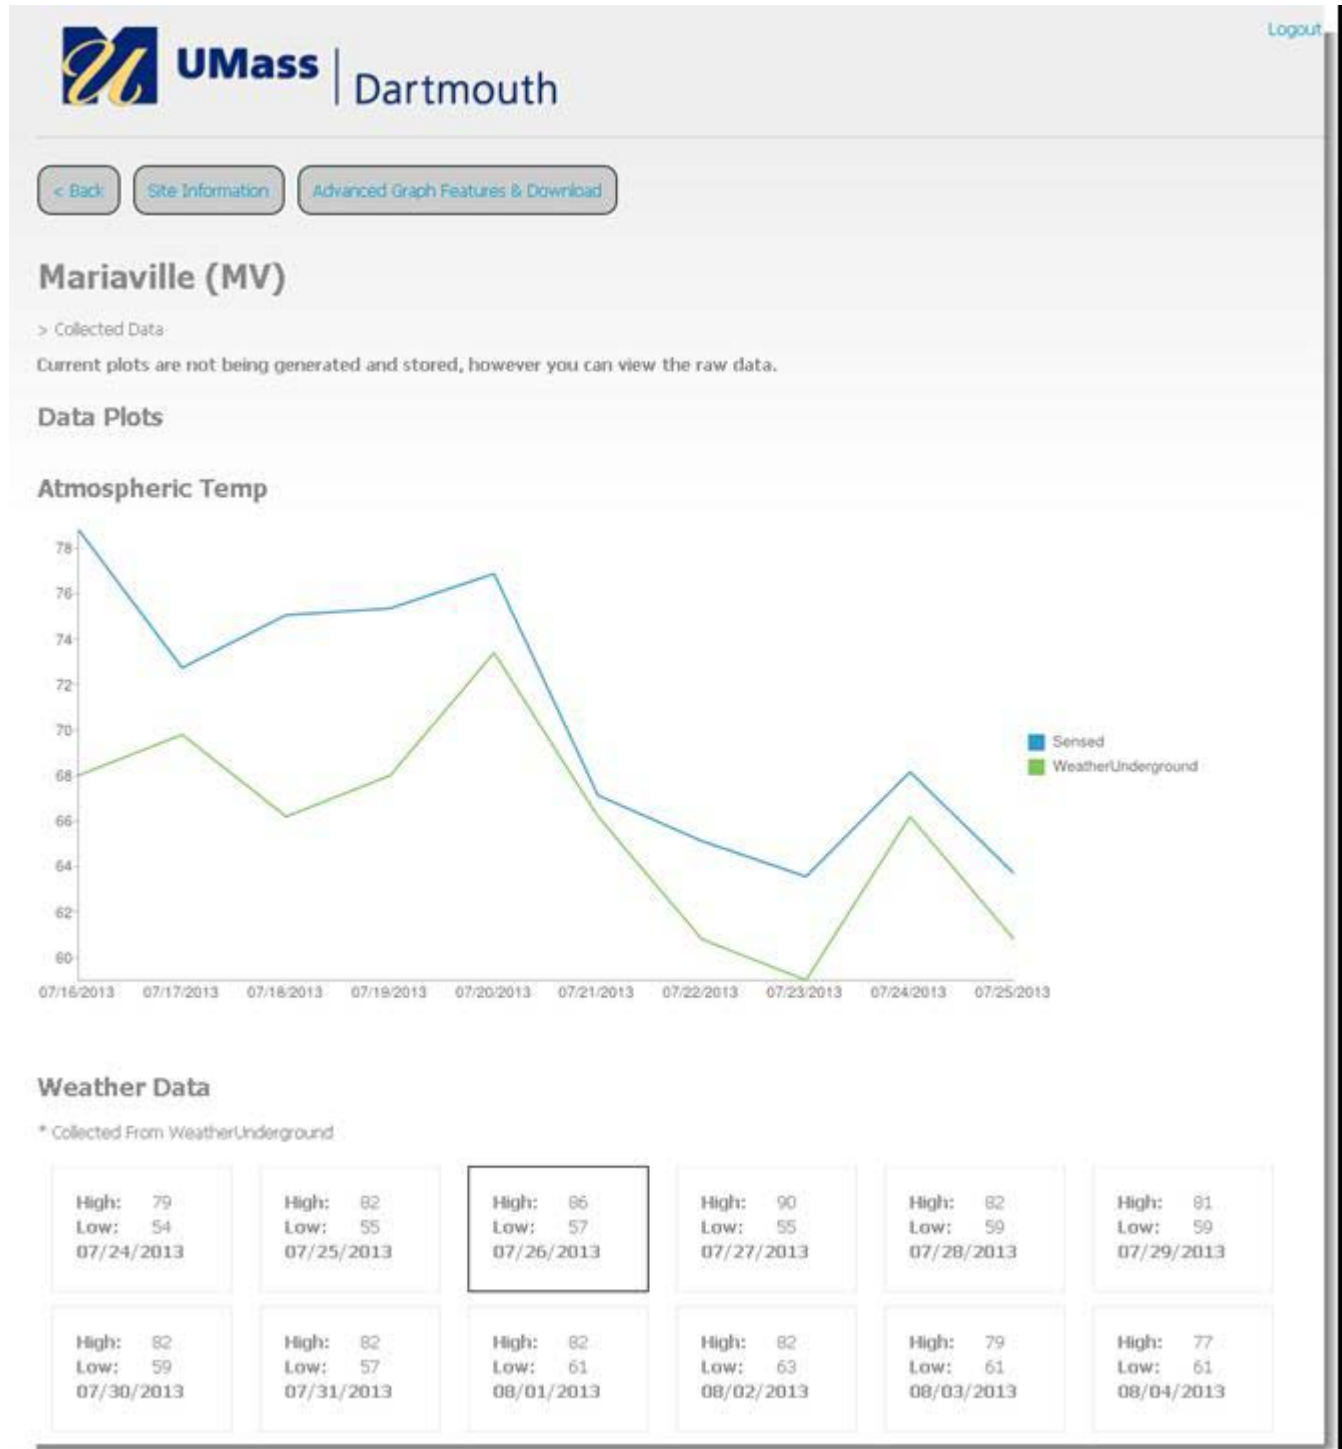 Logout
UMass Dartmouth
< Back Site Information Advanced Graph Features & Download
Mariaville (MV)
> Collected Data
Current plots are not being generated and stored, however you can view the raw data.
Data Plots
Atmospheric Temp
78
76
74
72
70
68
66
64
62
60
Sensed
WeatherUnderground
07/16/2013 07/17/2013 07/18/2013 07/19/2013 07/20/2013 07/21/2013 07/22/2013 07/23/2013 07/24/2013 07/25/2013
Weather Data
* Collected From WeatherUnderground
High: 79 High: 82 High: 86 High: 90 High: 82 High: 81
Low: 54 Low: 55 Low: 57 Low: 55 Low: 59 Low: 59
07/24/2013 07/25/2013 07/26/2013 07/27/2013 07/28/2013 07/29/2013
High: 82 High: 82 High: 82 High: 82 High: 79 High: 77
Low: 59 Low: 57 Low: 61 Low: 63 Low: 61 Low: 61
07/30/2013 07/31/2013 08/01/2013 08/02/2013 08/03/2013 08/04/2013